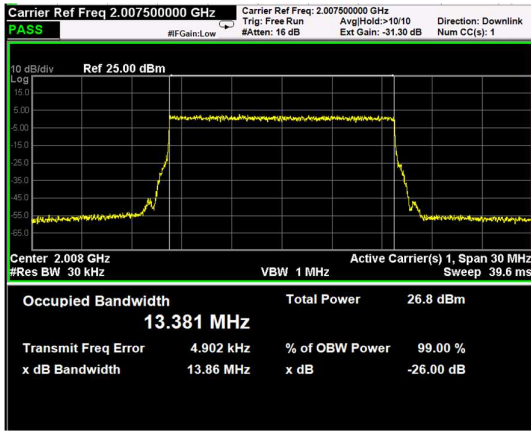 Carrier Ref Freq 2.007500000 GHz
Carrier Ref Freq: 2.007500000 GHz
Trig: Free Run Avg|Hold:>10/10 Direction: Downlink
PASS #IFGain:Low #Atten: 16 dB Ext Gain: -31.30 dB Num CC(s): 1
10 dB/div Ref 25.00 dBm
Log
15.0
5.00
-5.00
-15.0
-25.0
-35.0
-45.0
-55.0
-65.0
Center 2.008 GHz Active Carrier(s) 1, Span 30 MHz
#Res BW 30 kHz VBW 1 MHz Sweep 39.6 ms
Occupied Bandwidth Total Power 26.8 dBm
13.381 MHz
Transmit Freq Error 4.902 kHz % of OBW Power 99.00 %
x dB Bandwidth 13.86 MHz x dB -26.00 dB